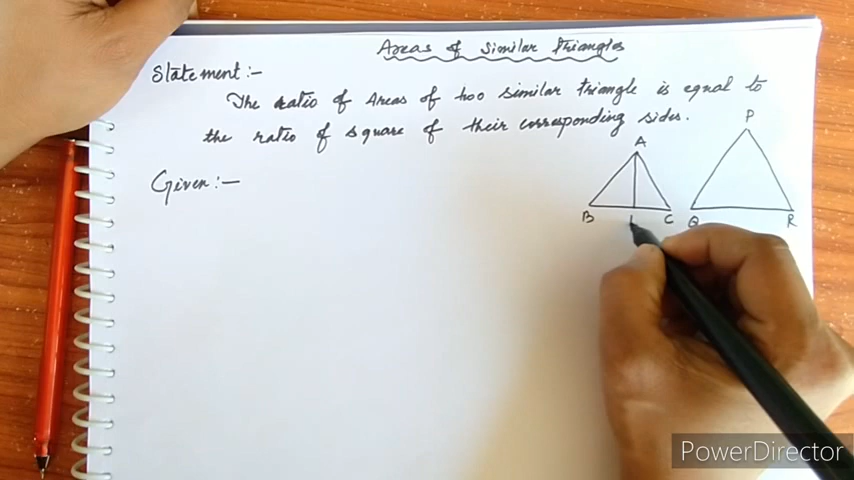 Areas of Similar Triangles
Statement:-
The ratio of Areas of two similar triangle is equal to
the ratio of square of their corresponding sides.
Given:-
A
P
B
C
Q
R
PowerDirector